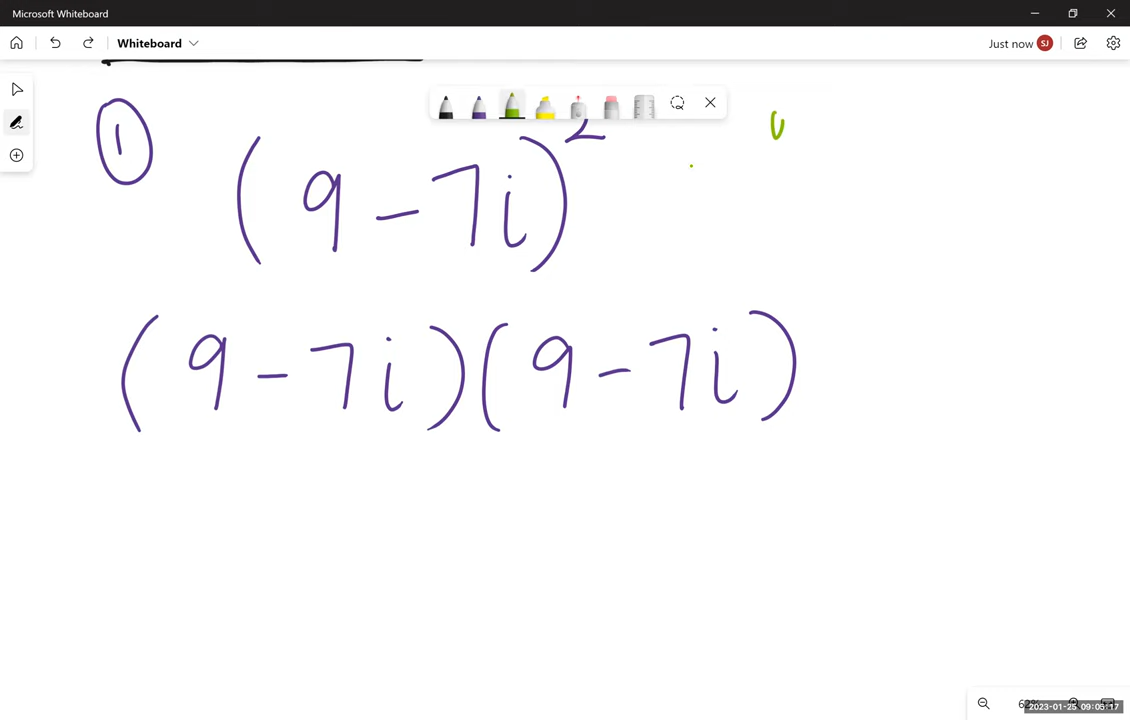 Microsoft Whiteboard
Whiteboard
Just now SJ
①
(9-7i)²
(9-7i)(9-7i)
2023-01-25 09:05:17